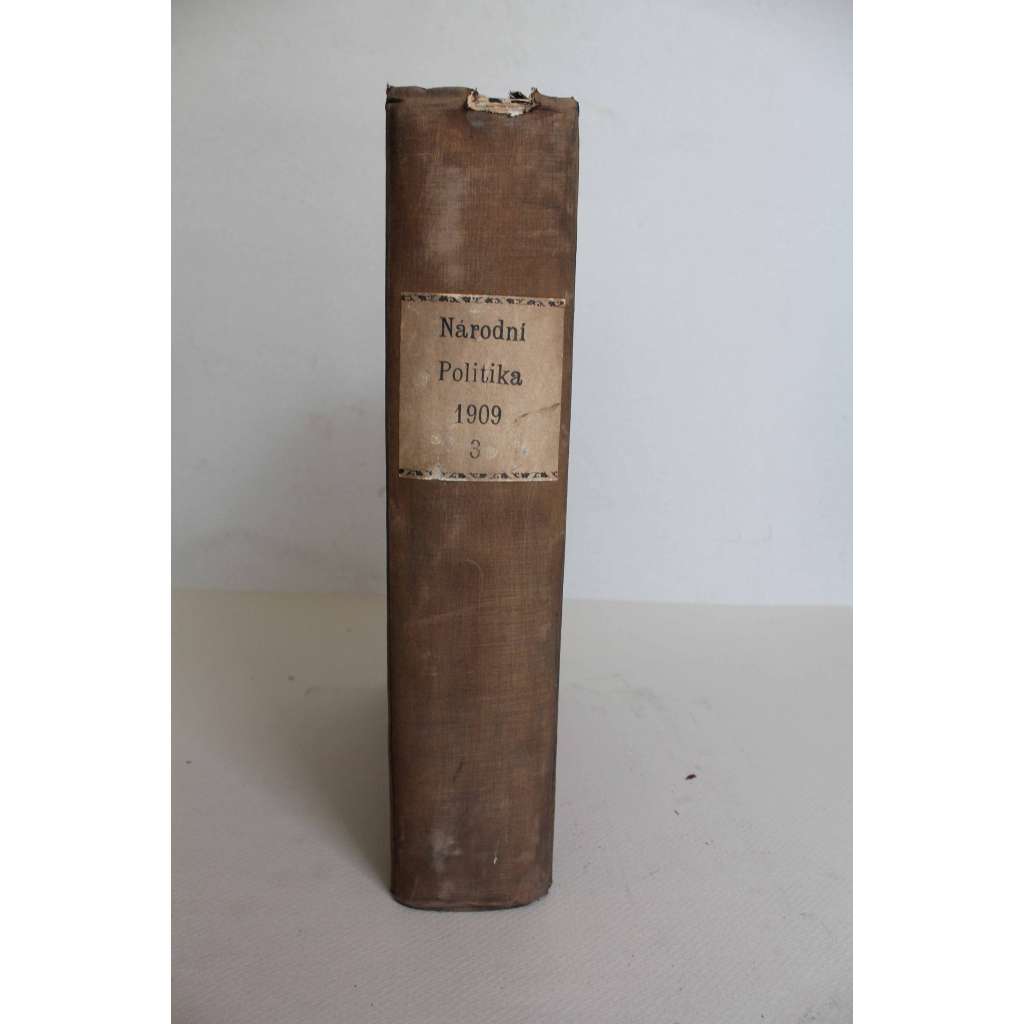 Národní
Politika
1909
3